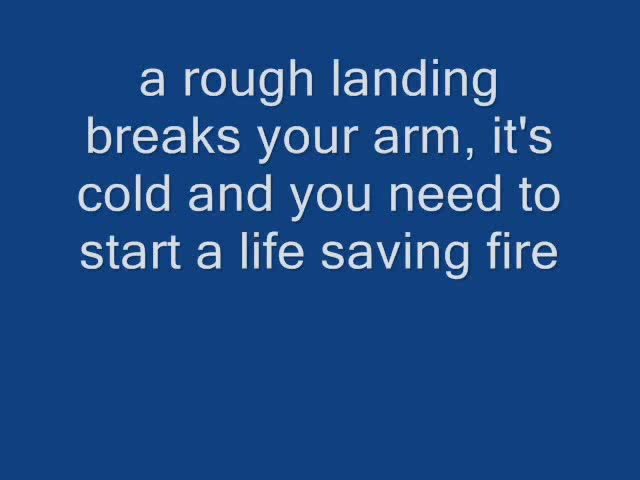 a rough landing
breaks your arm, it's
cold and you need to
start a life saving fire